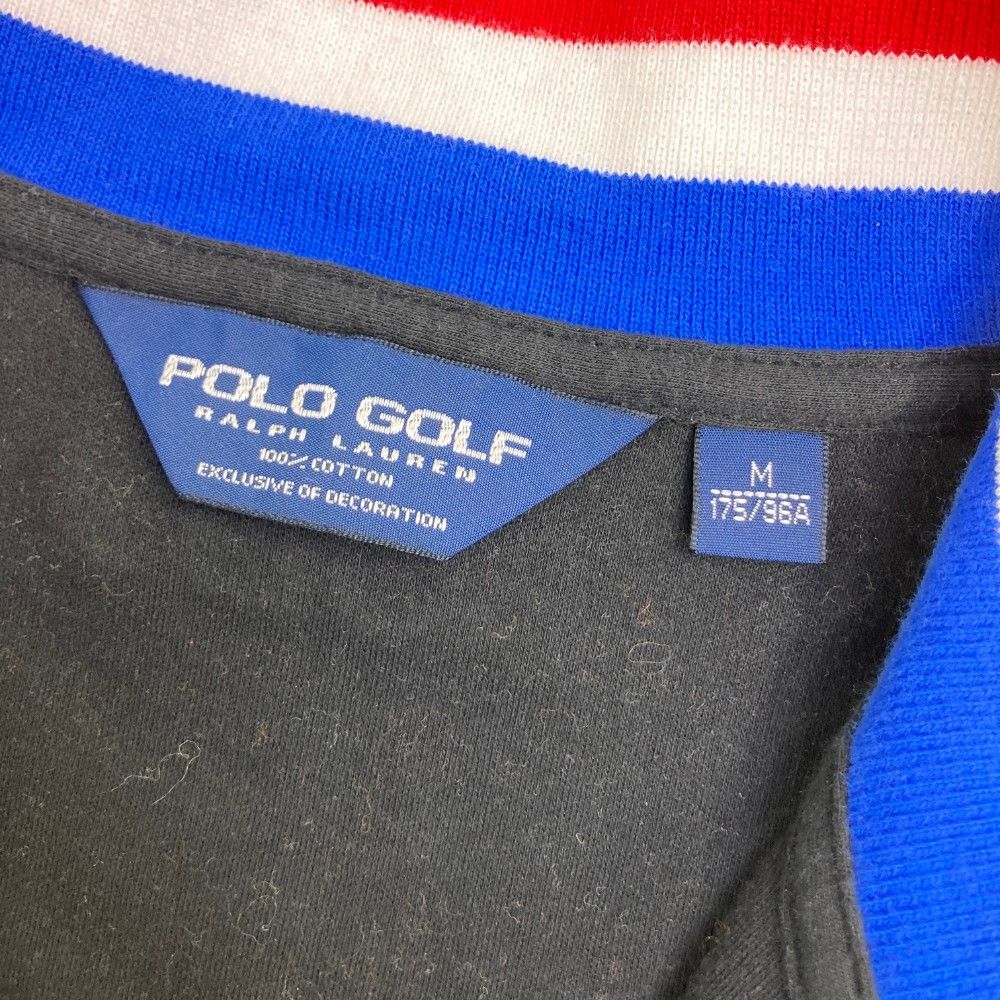 POLO GOLF
RALPH LAUREN
100% COTTON
EXCLUSIVE OF DECORATION
M
175/96A